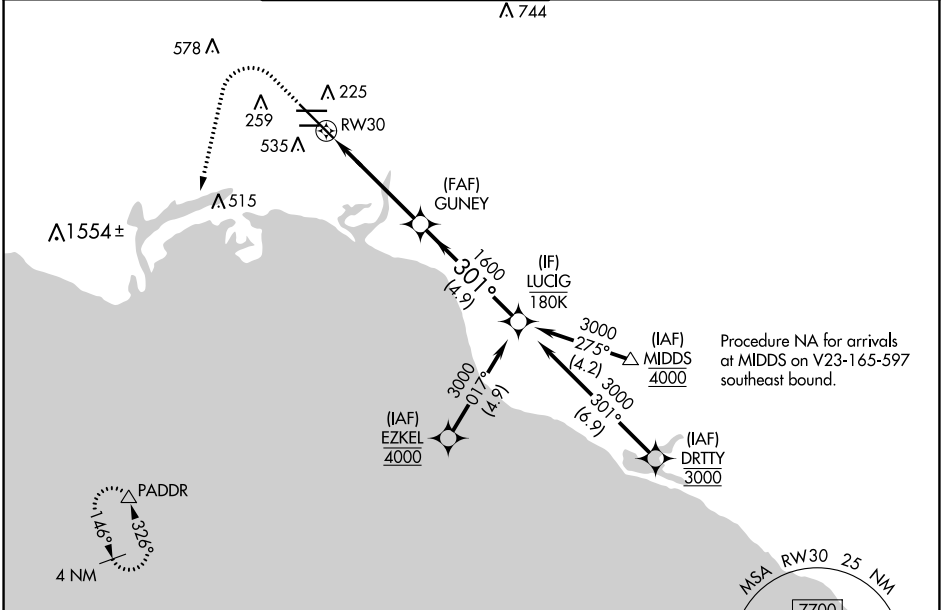 744
578
225
259
RW30
535
(FAF)
GUNEY
515
1554 ±
1600
301°
(4.9)
(IF)
LUCIG
180K
3000
275°
(4.2)
(IAF)
MIDDS
4000
Procedure NA for arrivals
at MIDDS on V23-165-597
southeast bound.
3000
017°
(4.9)
3000
301°
(6.9)
(IAF)
EZKEL
4000
(IAF)
DRTTY
3000
PADDR
146°
326°
4 NM
MSA RW30 25 NM
7700